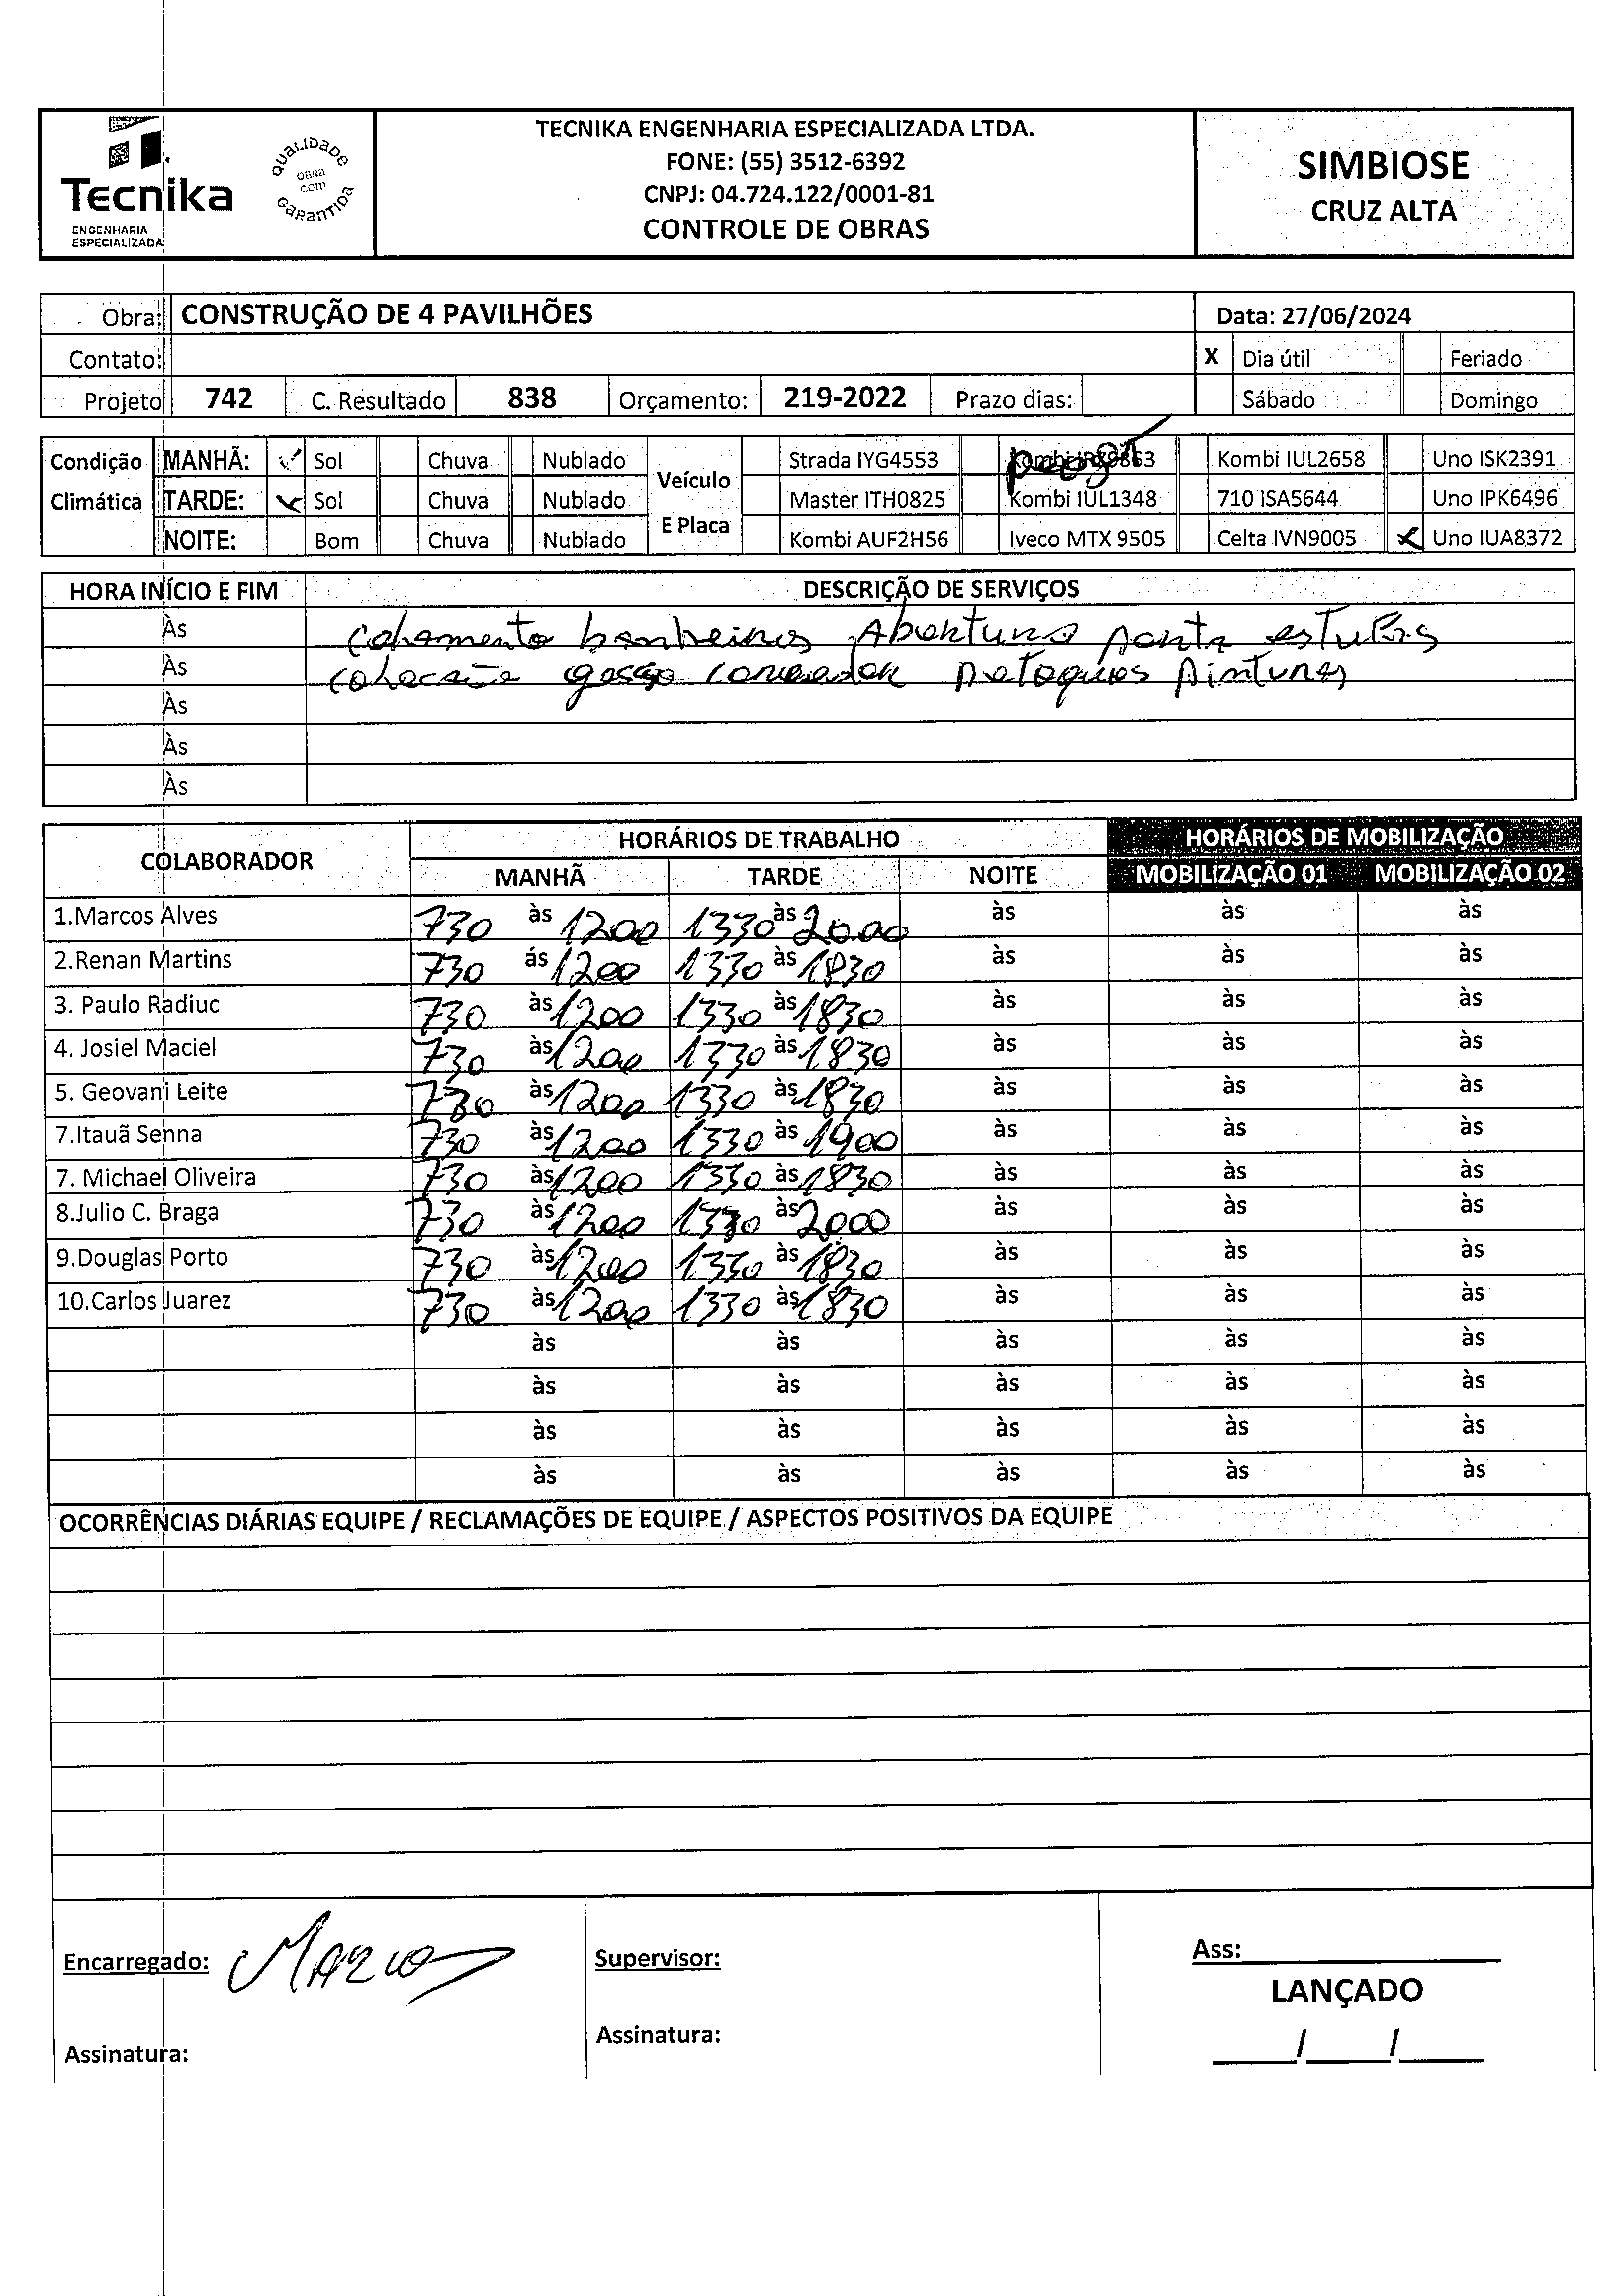 Tecnika
ENGENHARIA
ESPECIALIZADA
QUALIDADE
OBRA
COM
GARANTIDA
TECNIKA ENGENHARIA ESPECIALIZADA LTDA.
FONE: (55) 3512-6392
CNPJ: 04.724.122/0001-81
CONTROLE DE OBRAS
SIMBIOSE
CRUZ ALTA
Obra: CONSTRUÇÃO DE 4 PAVILHÕES Data: 27/06/2024
Contato: X Dia útil Feriado
Projeto 742 C. Resultado 838 Orçamento: 219-2022 Prazo dias: Sábado Domingo
Condição Climática Veículo E Placa
MANHÃ: ✓ Sol Chuva Nublado Strada IYG4553 Kombi 9863 Kombi IUL2658 Uno ISK2391
TARDE: ✓ Sol Chuva Nublado Master ITH0825 Kombi IUL1348 710 ISA5644 Uno IPK6496
NOITE: Bom Chuva Nublado Kombi AUF2H56 Iveco MTX 9505 Celta IVN9005 ✓ Uno IUA8372
HORA INÍCIO E FIM DESCRIÇÃO DE SERVIÇOS
Às banheiros Abertura ponta
Às colocação gesso Retoques Pinturas
Às
Às
Às
COLABORADOR HORÁRIOS DE TRABALHO HORÁRIOS DE MOBILIZAÇÃO
MANHÃ TARDE NOITE MOBILIZAÇÃO 01 MOBILIZAÇÃO 02
1.Marcos Alves 730 às 1200 1330 às 20.00 às às às
2.Renan Martins 730 ás 1200 1330 às 1830 às às às
3. Paulo Radiuc 730 às 1200 1330 às 1830 às às às
4. Josiel Maciel 730 às 1200 1330 às 1830 às às às
5. Geovani Leite 730 às 1200 1330 às 1830 às às às
7.Itauã Senna 730 às 1200 1330 às 1900 às às às
7. Michael Oliveira 730 às 1200 1330 às 1830 às às às
8.Julio C. Braga 730 às 1200 1330 às 2000 às às às
9.Douglas Porto 730 às 1200 1330 às 1830 às às às
10.Carlos Juarez 730 às 1200 1330 às 1830 às às às
às às às às às
às às às às às
às às às às às
às às às às às
OCORRÊNCIAS DIÁRIAS EQUIPE / RECLAMAÇÕES DE EQUIPE / ASPECTOS POSITIVOS DA EQUIPE
Encarregado: Marcos Supervisor: Ass:
LANÇADO
Assinatura: Assinatura: ____/____/____